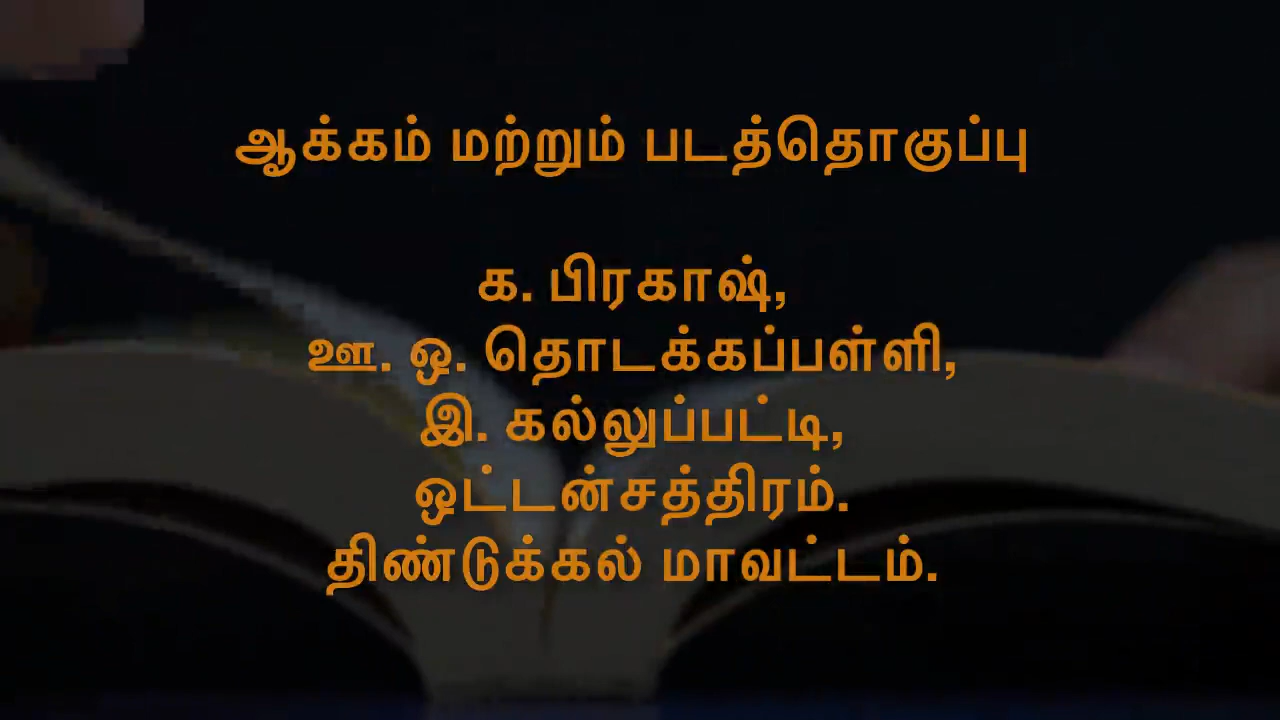 ஆக்கம் மற்றும் படத்தொகுப்பு
க. பிரகாஷ்,
ஊ. ஒ. தொடக்கப்பள்ளி,
இ. கல்லுப்பட்டி,
ஒட்டன்சத்திரம்.
திண்டுக்கல் மாவட்டம்.